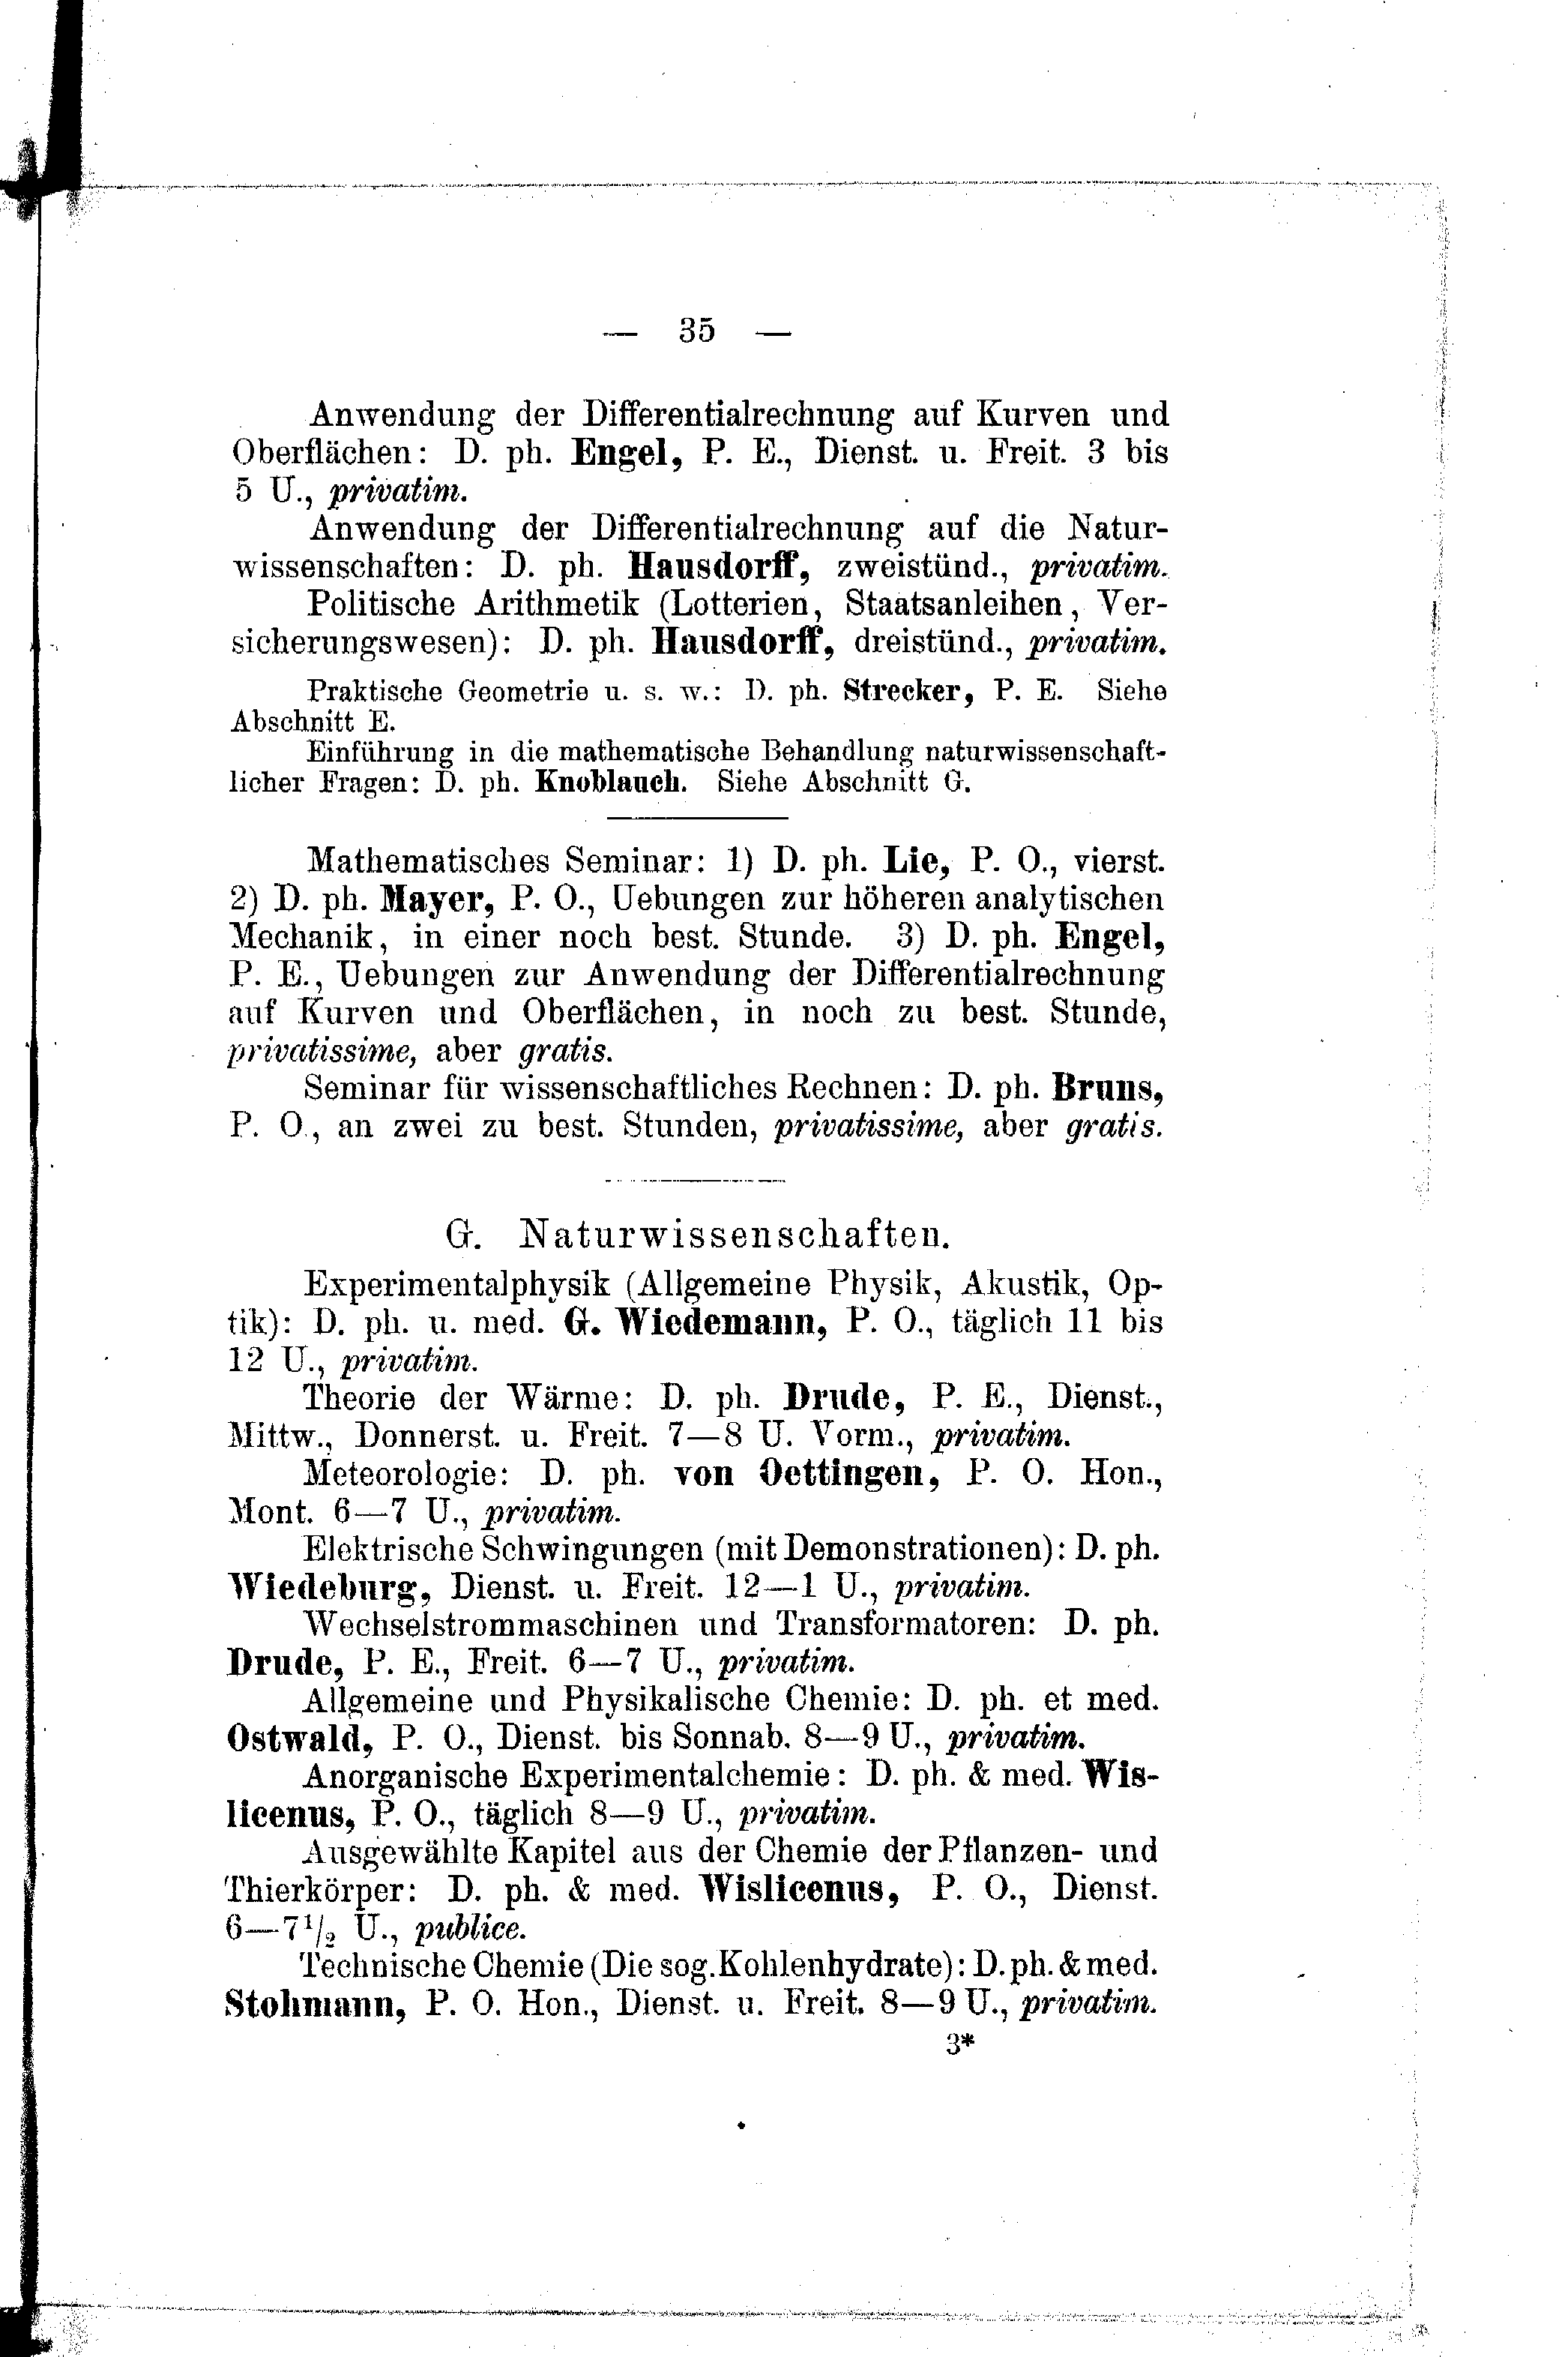 — 35 —
Anwendung der Differentialrechnung auf Kurven und
Oberflächen: D. ph. Engel, P. E., Dienst. u. Freit. 3 bis
5 U., privatim.
Anwendung der Differentialrechnung auf die Natur-
wissenschaften: D. ph. Hausdorff, zweistünd., privatim.
Politische Arithmetik (Lotterien, Staatsanleihen, Ver-
sicherungswesen): D. ph. Hausdorff, dreistünd., privatim.
Praktische Geometrie u. s. w.: D. ph. Strecker, P. E. Siehe
Abschnitt E.
Einführung in die mathematische Behandlung naturwissenschaft-
licher Fragen: D. ph. Knoblauch. Siehe Abschnitt G.
Mathematisches Seminar: 1) D. ph. Lie, P. O., vierst.
2) D. ph. Mayer, P. O., Uebungen zur höheren analytischen
Mechanik, in einer noch best. Stunde. 3) D. ph. Engel,
P. E., Uebungen zur Anwendung der Differentialrechnung
auf Kurven und Oberflächen, in noch zu best. Stunde,
privatissime, aber gratis.
Seminar für wissenschaftliches Rechnen: D. ph. Bruns,
P. O., an zwei zu best. Stunden, privatissime, aber gratis.
G. Naturwissenschaften.
Experimentalphysik (Allgemeine Physik, Akustik, Op-
tik): D. ph. u. med. G. Wiedemann, P. O., täglich 11 bis
12 U., privatim.
Theorie der Wärme: D. ph. Drude, P. E., Dienst.,
Mittw., Donnerst. u. Freit. 7—8 U. Vorm., privatim.
Meteorologie: D. ph. von Oettingen, P. O. Hon.,
Mont. 6—7 U., privatim.
Elektrische Schwingungen (mit Demonstrationen): D. ph.
Wiedeburg, Dienst. u. Freit. 12—1 U., privatim.
Wechselstrommaschinen und Transformatoren: D. ph.
Drude, P. E., Freit. 6—7 U., privatim.
Allgemeine und Physikalische Chemie: D. ph. et med.
Ostwald, P. O., Dienst. bis Sonnab. 8—9 U., privatim.
Anorganische Experimentalchemie: D. ph. & med. Wis-
licenus, P. O., täglich 8—9 U., privatim.
Ausgewählte Kapitel aus der Chemie der Pflanzen- und
Thierkörper: D. ph. & med. Wislicenus, P. O., Dienst.
6—7½ U., publice.
Technische Chemie (Die sog. Kohlenhydrate): D. ph. & med.
Stohmann, P. O. Hon., Dienst. u. Freit. 8—9 U., privatim.
3*